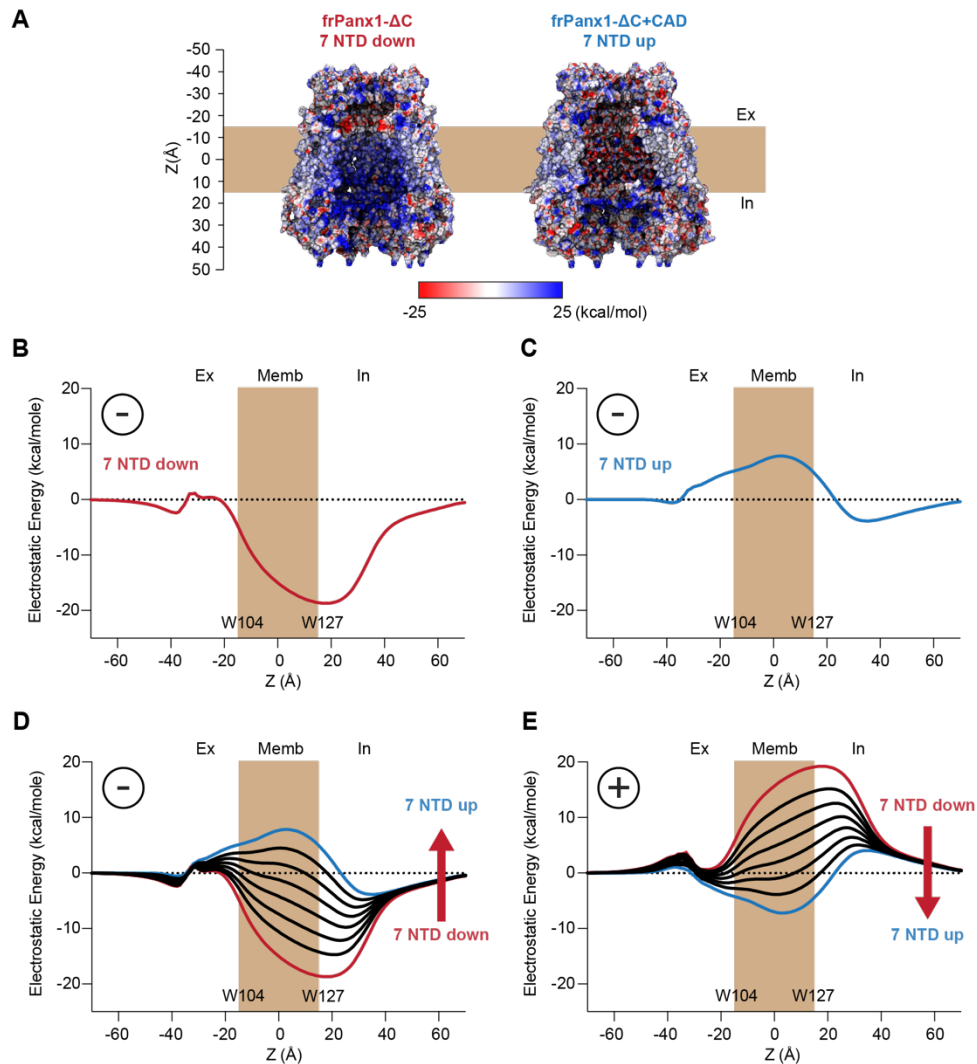 A
frPanx1-ΔC
7 NTD down
frPanx1-ΔC+CAD
7 NTD up
Z(Å)
-50
-40
-30
-20
-10
0
10
20
30
40
50
Ex
In
-25
25 (kcal/mol)
B
Ex Memb In
Electrostatic Energy (kcal/mole)
20
10
0
-10
-20
-
7 NTD down
W104 W127
-60 -40 -20 0 20 40 60
Z (Å)
C
Ex Memb In
Electrostatic Energy (kcal/mole)
20
10
0
-10
-20
-
7 NTD up
W104 W127
-60 -40 -20 0 20 40 60
Z (Å)
D
Ex Memb In
Electrostatic Energy (kcal/mole)
20
10
0
-10
-20
-
7 NTD up
7 NTD down
W104 W127
-60 -40 -20 0 20 40 60
Z (Å)
E
Ex Memb In
Electrostatic Energy (kcal/mole)
20
10
0
-10
-20
+
7 NTD down
7 NTD up
W104 W127
-60 -40 -20 0 20 40 60
Z (Å)